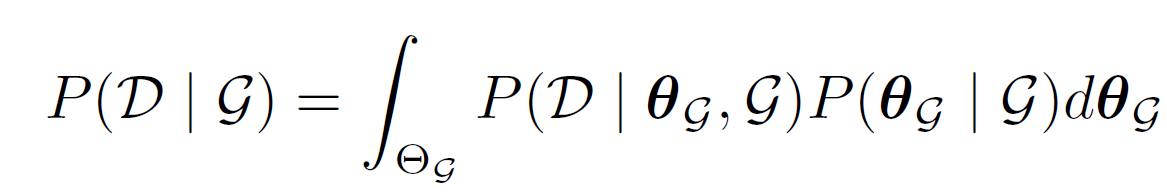 P(𝒟 | 𝒢) = ∫_{Θ_𝒢} P(𝒟 | 𝜽_𝒢, 𝒢)P(𝜽_𝒢 | 𝒢)d𝜽_𝒢